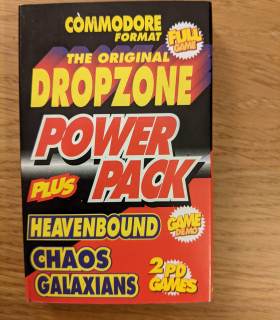 COMMODORE
FORMAT
FULL
GAME
THE ORIGINAL
DROPZONE
POWER
PACK
PLUS
HEAVENBOUND
GAME
DEMO
CHAOS
GALAXIANS
2 PD
GAMES